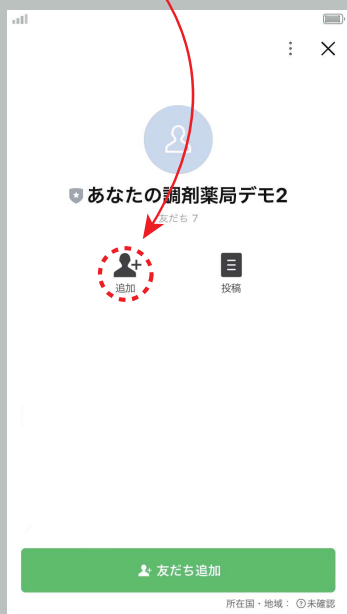 あなたの調剤薬局デモ2
友だち 7
追加
投稿
友だち追加
所在国・地域： ?未確認